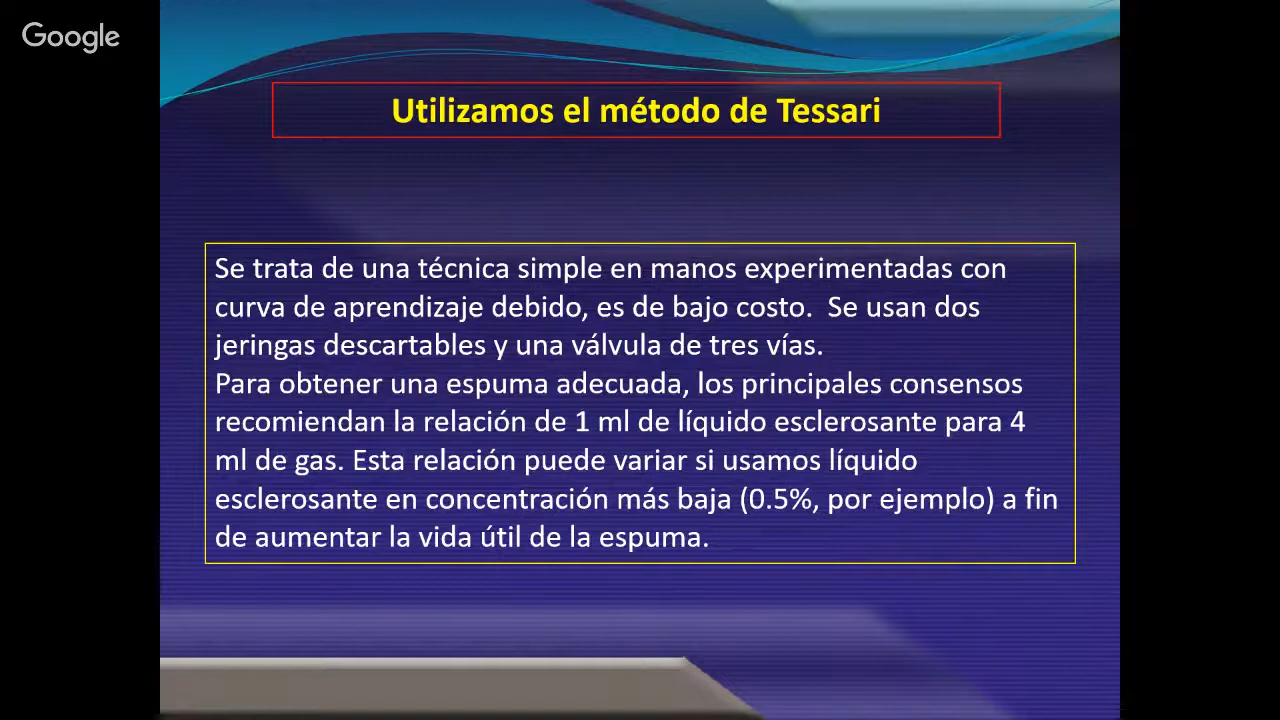 Google
Utilizamos el método de Tessari
Se trata de una técnica simple en manos experimentadas con
curva de aprendizaje debido, es de bajo costo.  Se usan dos
jeringas descartables y una válvula de tres vías.
Para obtener una espuma adecuada, los principales consensos
recomiendan la relación de 1 ml de líquido esclerosante para 4
ml de gas. Esta relación puede variar si usamos líquido
esclerosante en concentración más baja (0.5%, por ejemplo) a fin
de aumentar la vida útil de la espuma.